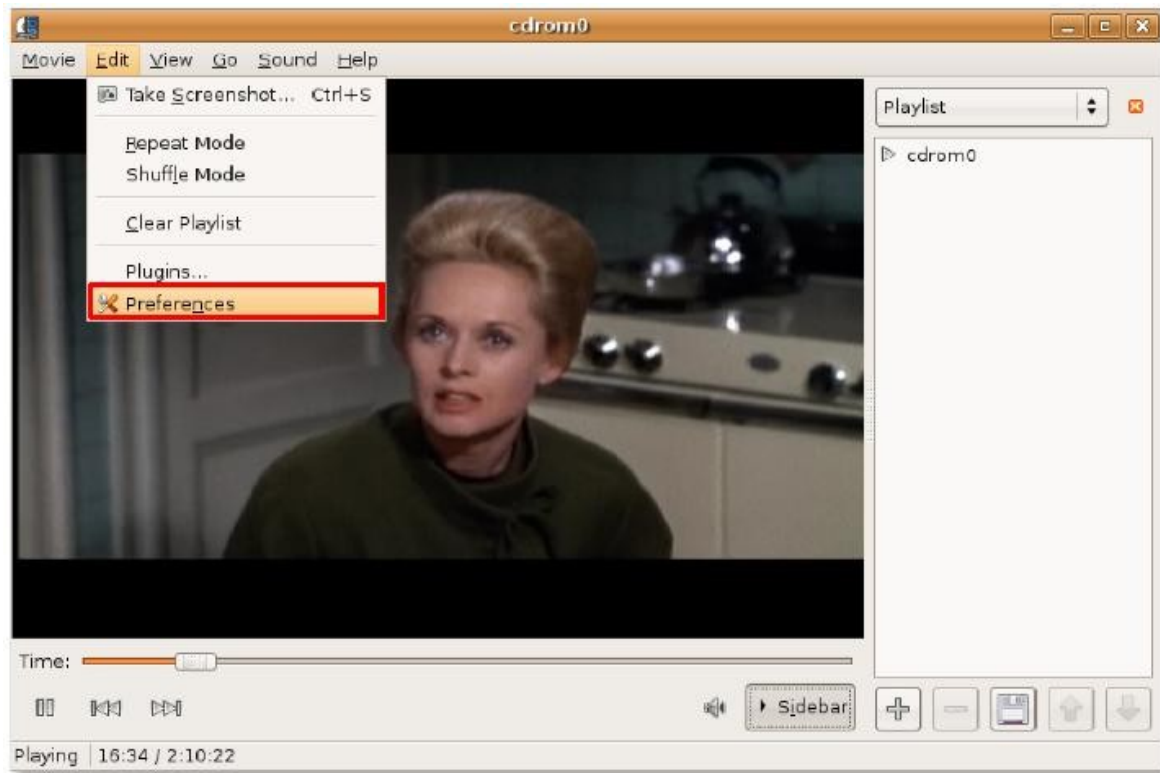 cdrom0
Movie Edit View Go Sound Help
Take Screenshot... Ctrl+S
Repeat Mode
Shuffle Mode
Clear Playlist
Plugins...
Preferences
Playlist
cdrom0
Time:
Sidebar
Playing 16:34 / 2:10:22